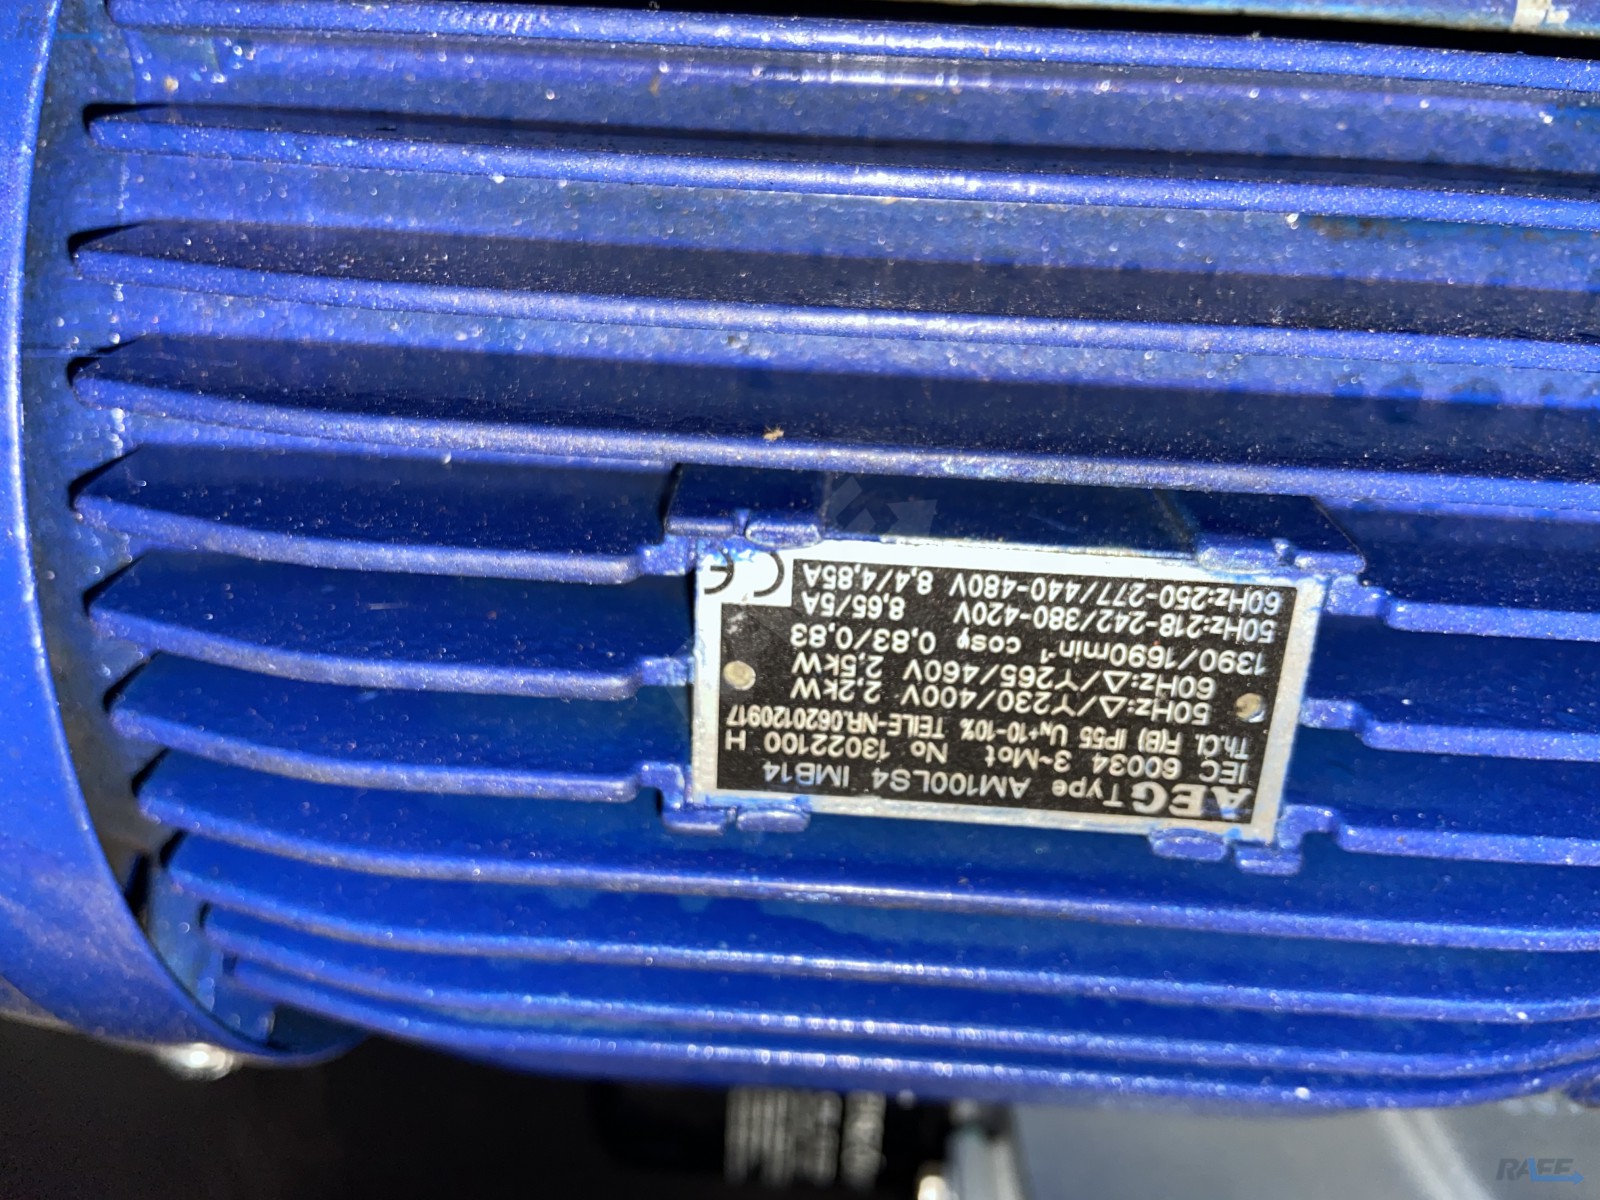 AEG Type AM100LS4 IMB14
IEC 60034 3~Mot No 13022100 H
Th.Cl. F(B) IP55 UN+10-10% TEILE-NR.0620120917
50Hz:△/Y230/400V 2,2kW
60Hz:△/Y265/460V 2,5kW
1390/1690min-1 cosφ 0,83/0,83
50Hz:218-242/380-420V 8,65/5A
60Hz:250-277/440-480V 8,4/4,85A
CE